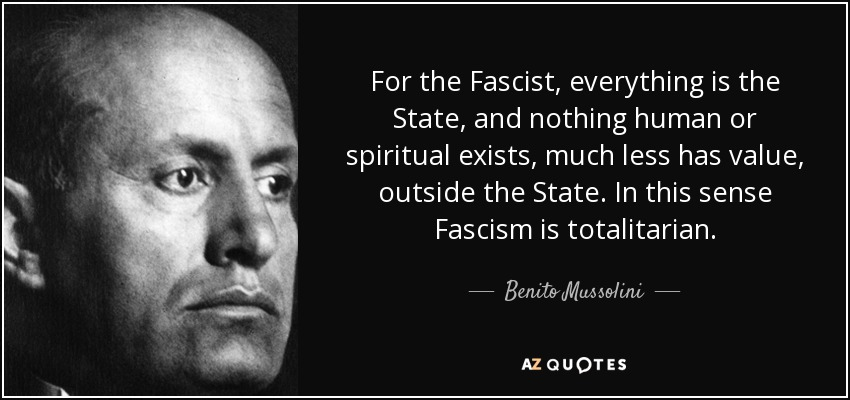 For the Fascist, everything is the
State, and nothing human or
spiritual exists, much less has value,
outside the State. In this sense
Fascism is totalitarian.
Benito Mussolini
AZ QUOTES